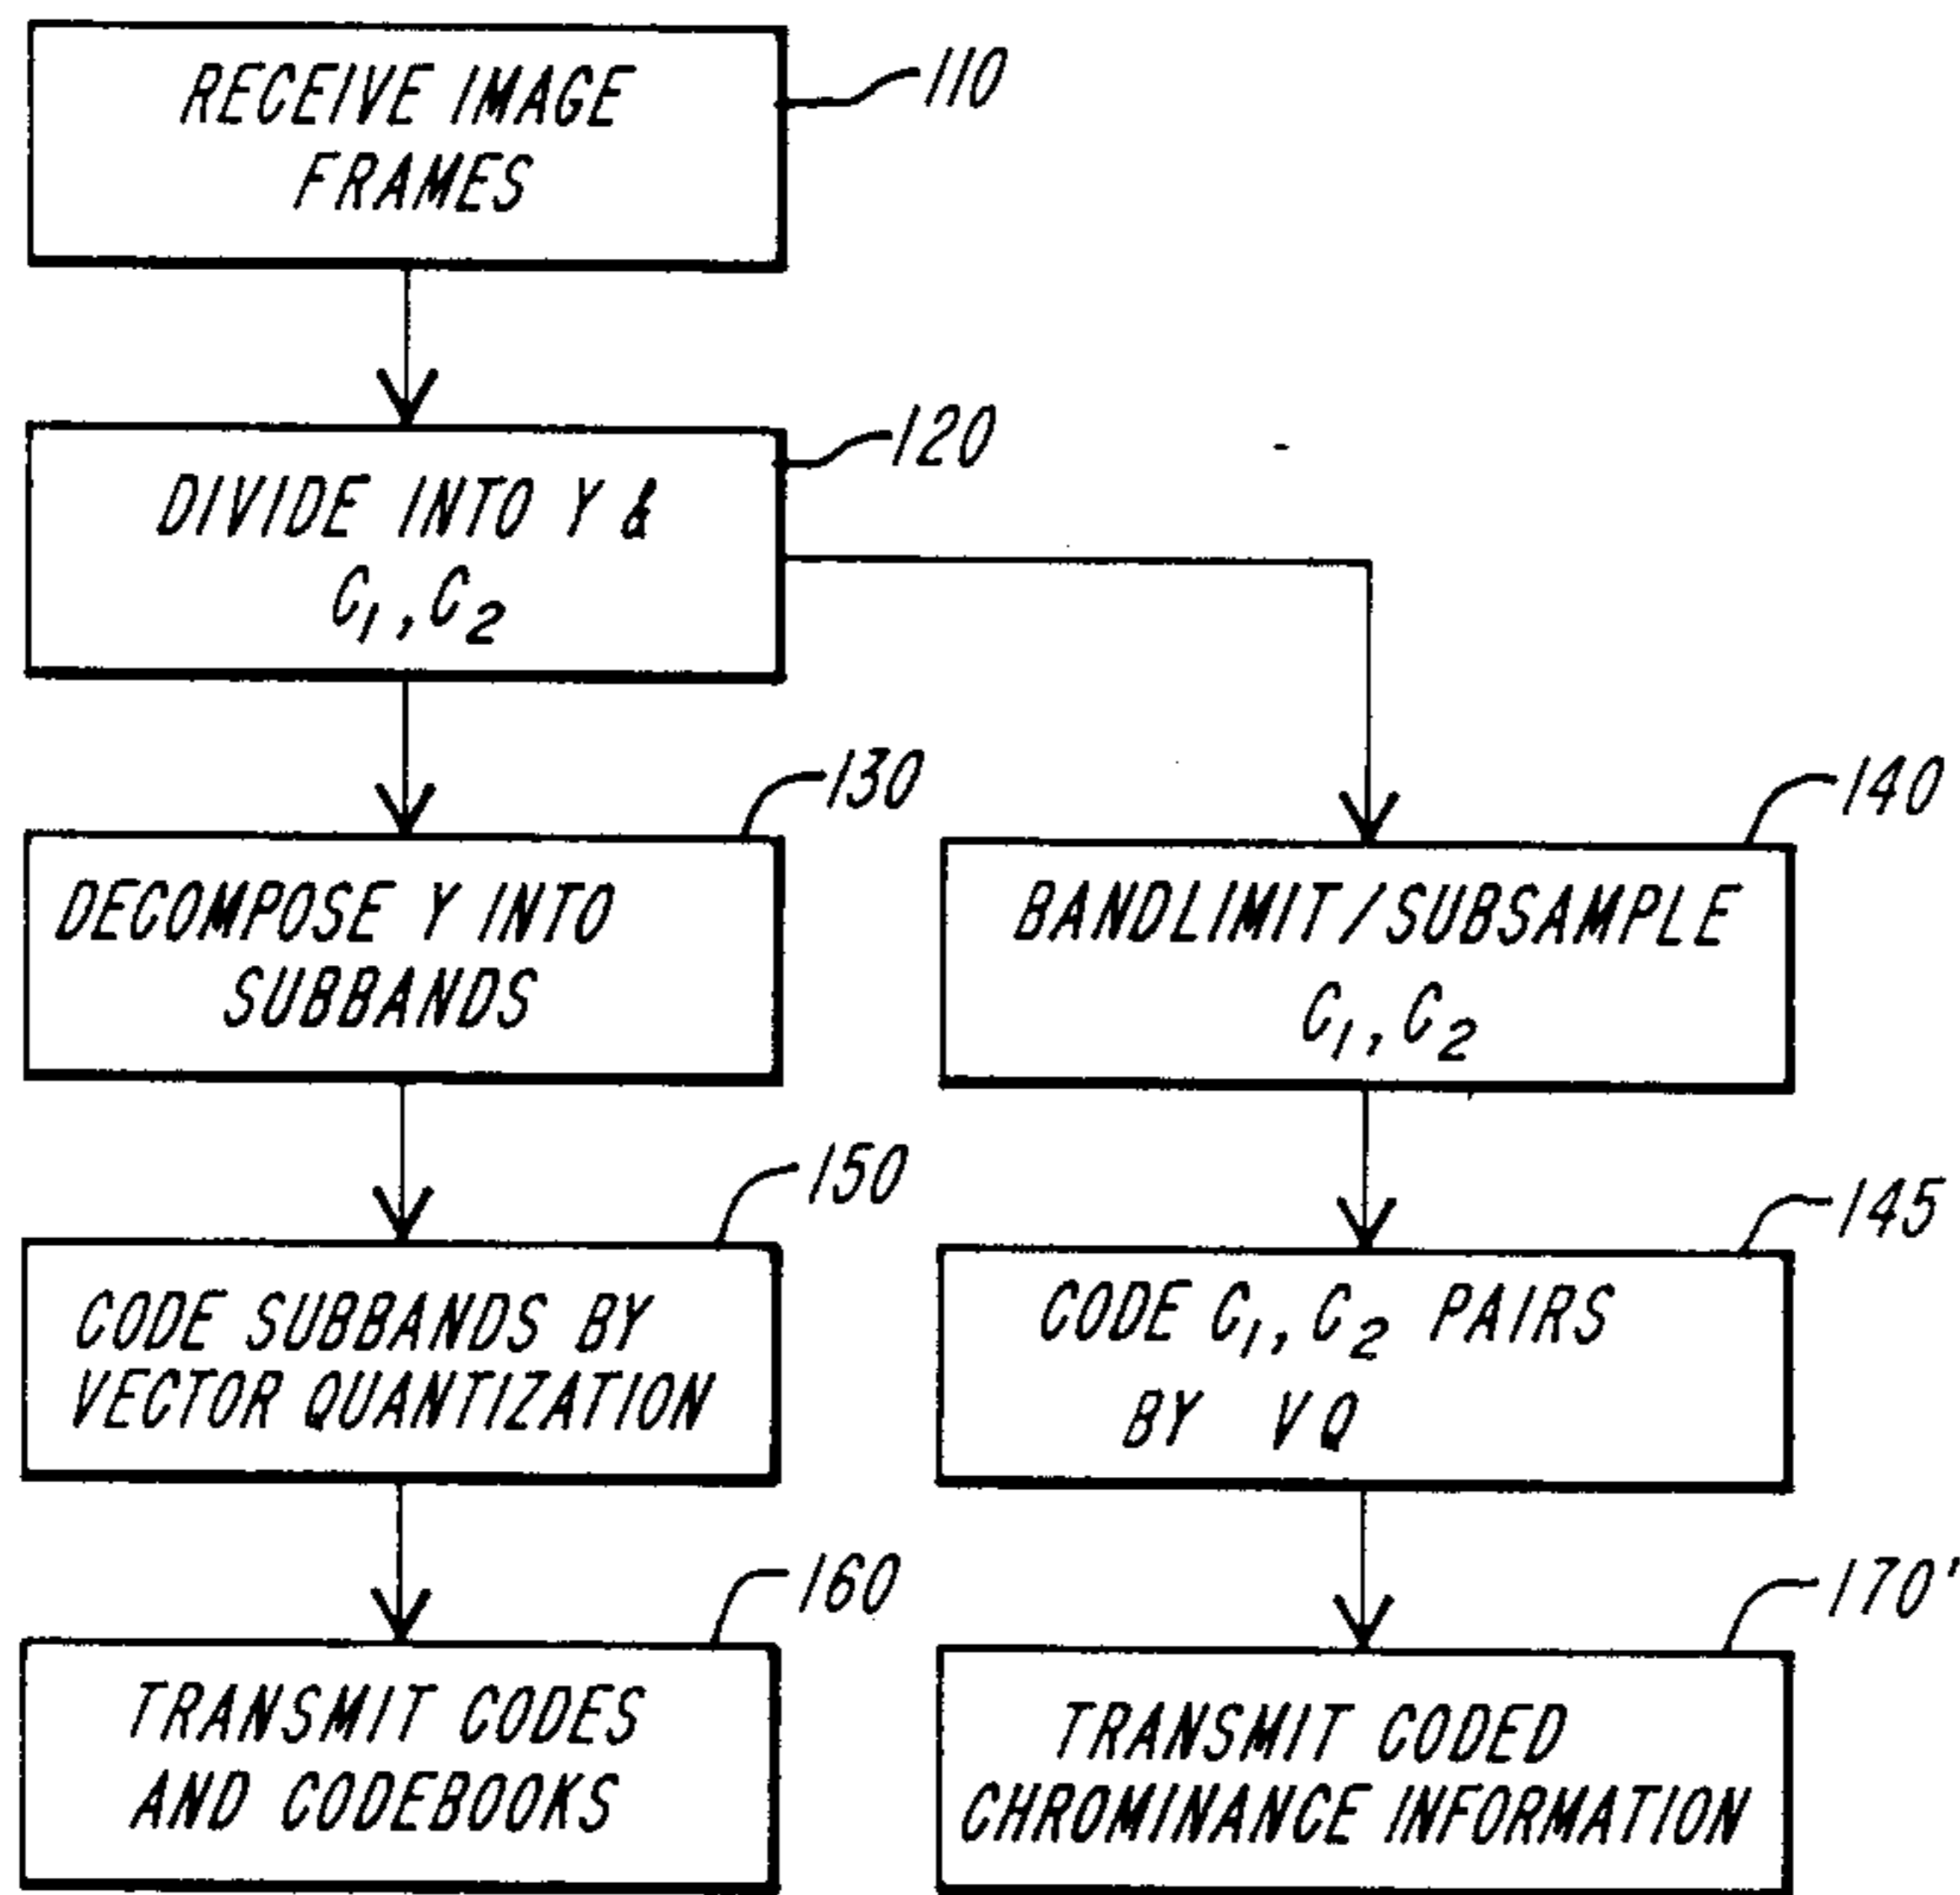 RECEIVE IMAGE
FRAMES
110
DIVIDE INTO Y &
C₁, C₂
120
DECOMPOSE Y INTO
SUBBANDS
130
BANDLIMIT/SUBSAMPLE
C₁, C₂
140
CODE SUBBANDS BY
VECTOR QUANTIZATION
150
CODE C₁, C₂ PAIRS
BY VQ
145
TRANSMIT CODES
AND CODEBOOKS
160
TRANSMIT CODED
CHROMINANCE INFORMATION
170'